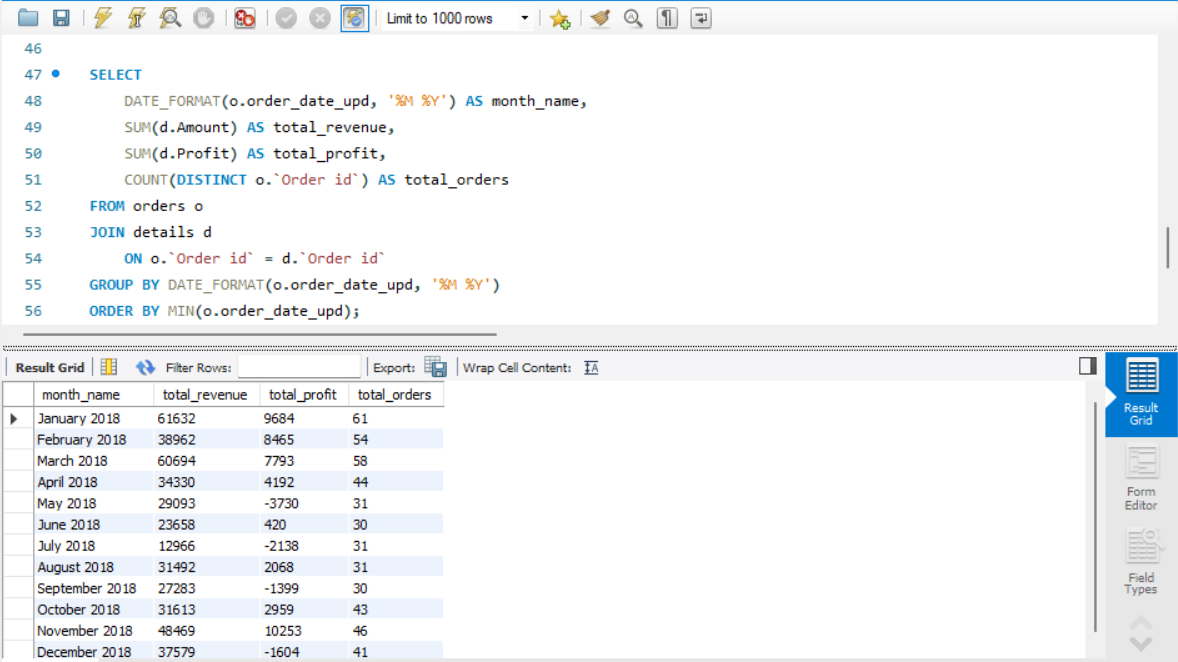 Limit to 1000 rows
46
47 SELECT
48 DATE_FORMAT(o.order_date_upd, '%M %Y') AS month_name,
49 SUM(d.Amount) AS total_revenue,
50 SUM(d.Profit) AS total_profit,
51 COUNT(DISTINCT o.`Order id`) AS total_orders
52 FROM orders o
53 JOIN details d
54 ON o.`Order id` = d.`Order id`
55 GROUP BY DATE_FORMAT(o.order_date_upd, '%M %Y')
56 ORDER BY MIN(o.order_date_upd);
Result Grid Filter Rows: Export: Wrap Cell Content:
month_name total_revenue total_profit total_orders
January 2018 61632 9684 61
February 2018 38962 8465 54
March 2018 60694 7793 58
April 2018 34330 4192 44
May 2018 29093 -3730 31
June 2018 23658 420 30
July 2018 12966 -2138 31
August 2018 31492 2068 31
September 2018 27283 -1399 30
October 2018 31613 2959 43
November 2018 48469 10253 46
December 2018 37579 -1604 41
Result
Grid
Form
Editor
Field
Types